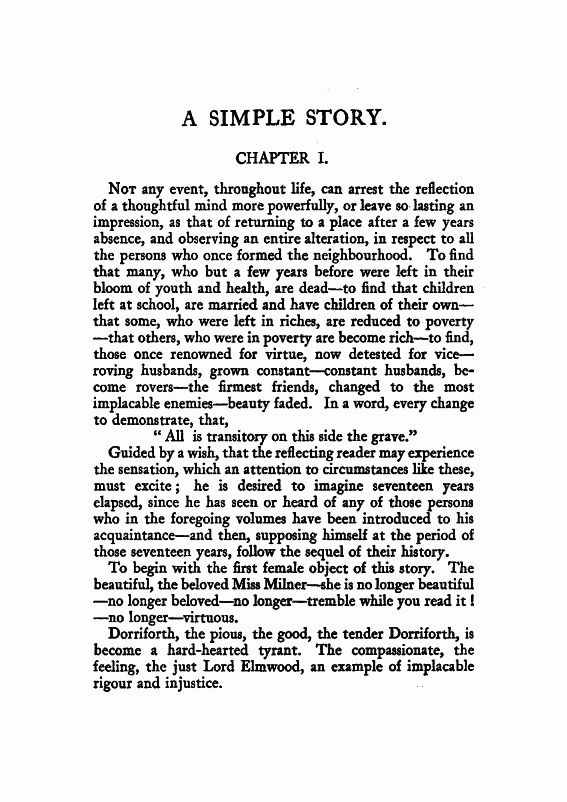 A SIMPLE STORY.
CHAPTER I.
NOT any event, throughout life, can arrest the reflection
of a thoughtful mind more powerfully, or leave so lasting an
impression, as that of returning to a place after a few years
absence, and observing an entire alteration, in respect to all
the persons who once formed the neighbourhood. To find
that many, who but a few years before were left in their
bloom of youth and health, are dead—to find that children
left at school, are married and have children of their own—
that some, who were left in riches, are reduced to poverty
—that others, who were in poverty are become rich—to find,
those once renowned for virtue, now detested for vice—
roving husbands, grown constant—constant husbands, be-
come rovers—the firmest friends, changed to the most
implacable enemies—beauty faded. In a word, every change
to demonstrate, that,
“ All is transitory on this side the grave.”
Guided by a wish, that the reflecting reader may experience
the sensation, which an attention to circumstances like these,
must excite ; he is desired to imagine seventeen years
elapsed, since he has seen or heard of any of those persons
who in the foregoing volumes have been introduced to his
acquaintance—and then, supposing himself at the period of
those seventeen years, follow the sequel of their history.
To begin with the first female object of this story. The
beautiful, the beloved Miss Milner—she is no longer beautiful
—no longer beloved—no longer—tremble while you read it !
—no longer—virtuous.
Dorriforth, the pious, the good, the tender Dorriforth, is
become a hard-hearted tyrant. The compassionate, the
feeling, the just Lord Elmwood, an example of implacable
rigour and injustice.